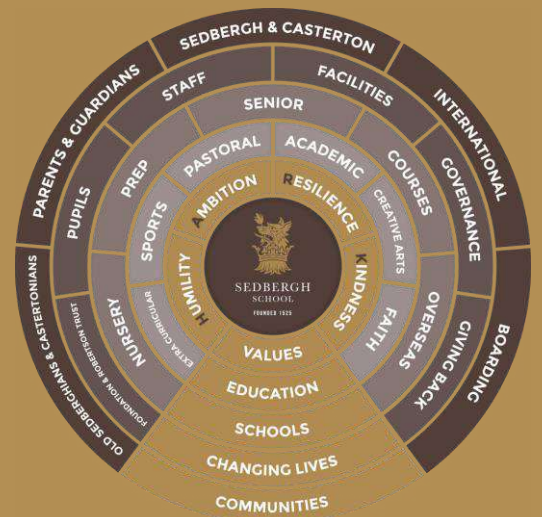 SEDBERGH & CASTERTON
PARENTS & GUARDIANS
INTERNATIONAL
OLD SEDBERGHIANS & CASTERTONIANS
BOARDING
STAFF
FACILITIES
PUPILS
GOVERNANCE
FOUNDATION & ROBERTSON TRUST
GIVING BACK
SENIOR
PREP
COURSES
NURSERY
OVERSEAS
PASTORAL
ACADEMIC
SPORTS
CREATIVE ARTS
EXTRA CURRICULAR
FAITH
AMBITION
RESILIENCE
HUMILITY
KINDNESS
SEDBERGH
SCHOOL
FOUNDED 1525
VALUES
EDUCATION
SCHOOLS
CHANGING LIVES
COMMUNITIES